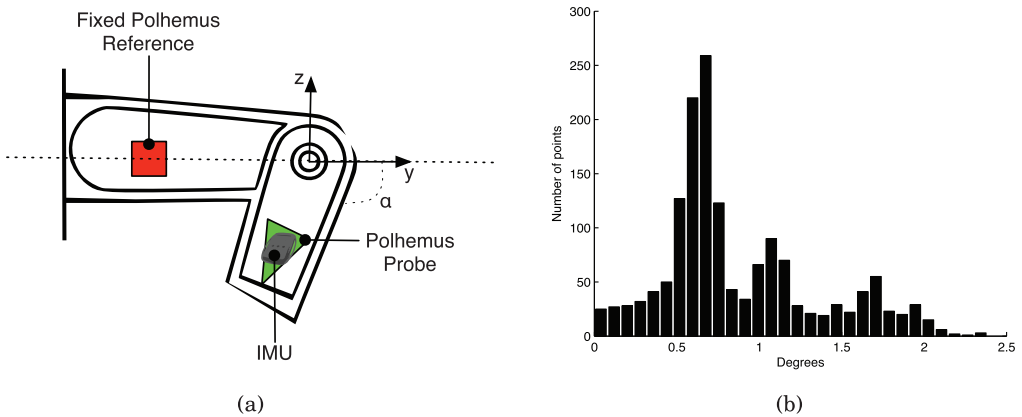 Fixed Polhemus
Reference
z
y
α
Polhemus
Probe
IMU
(a)
300
250
200
150
100
50
0
Number of points
0 0.5 1 1.5 2 2.5
Degrees
(b)